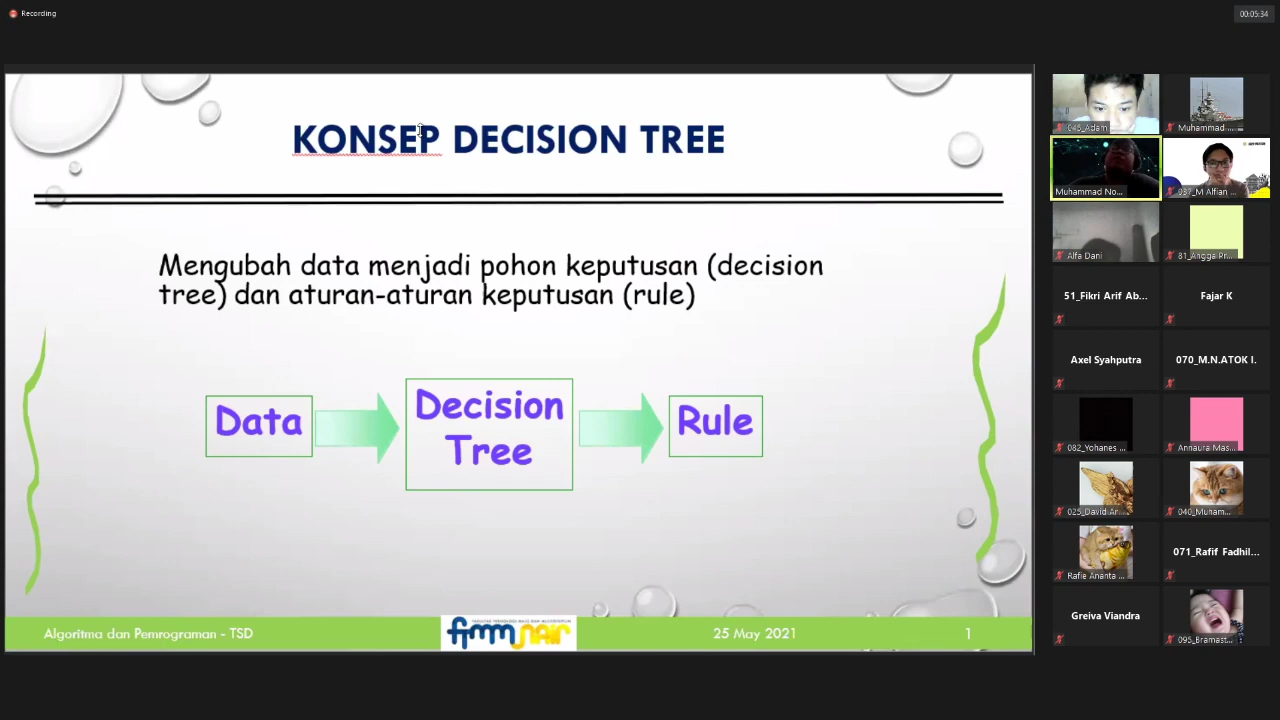 Recording
00:05:34
KONSEP DECISION TREE
Mengubah data menjadi pohon keputusan (decision
tree) dan aturan-aturan keputusan (rule)
Data
Decision
Tree
Rule
Algoritma dan Pemrograman - TSD
25 May 2021
1
045_Adam
Muhammad ...
Muhammad No...
037_M Alfian ...
Alfa Dani
81_Angga Pr...
51_Fikri Arif Ab...
Fajar K
Axel Syahputra
070_M.N.ATOK I.
082_Yohanes ...
Annaura Mas...
025_David Ar...
040_Muham...
Rafie Ananta ...
071_Rafif Fadhil...
Greiva Viandra
095_Bramast...